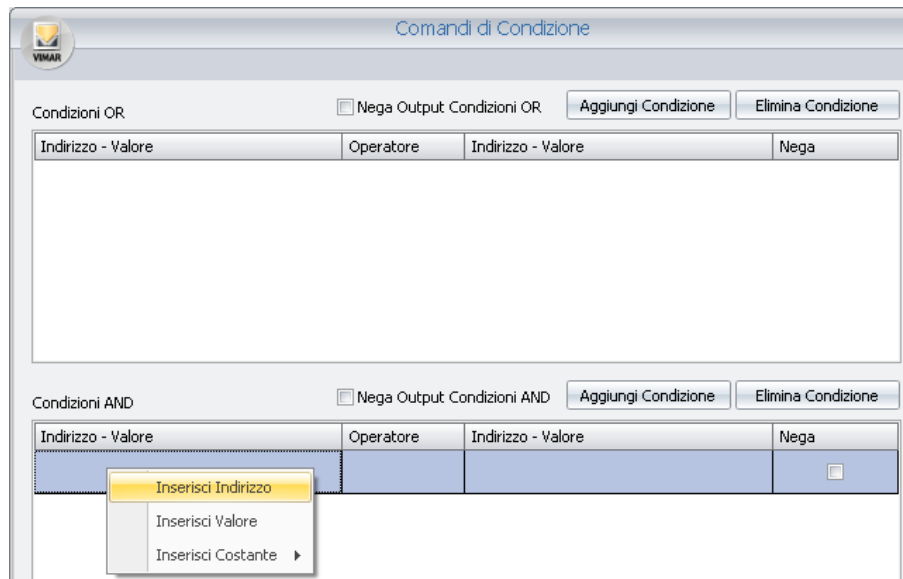 Comandi di Condizione
VIMAR
Condizioni OR Nega Output Condizioni OR Aggiungi Condizione Elimina Condizione
Indirizzo - Valore Operatore Indirizzo - Valore Nega
Condizioni AND Nega Output Condizioni AND Aggiungi Condizione Elimina Condizione
Indirizzo - Valore Operatore Indirizzo - Valore Nega
Inserisci Indirizzo
Inserisci Valore
Inserisci Costante